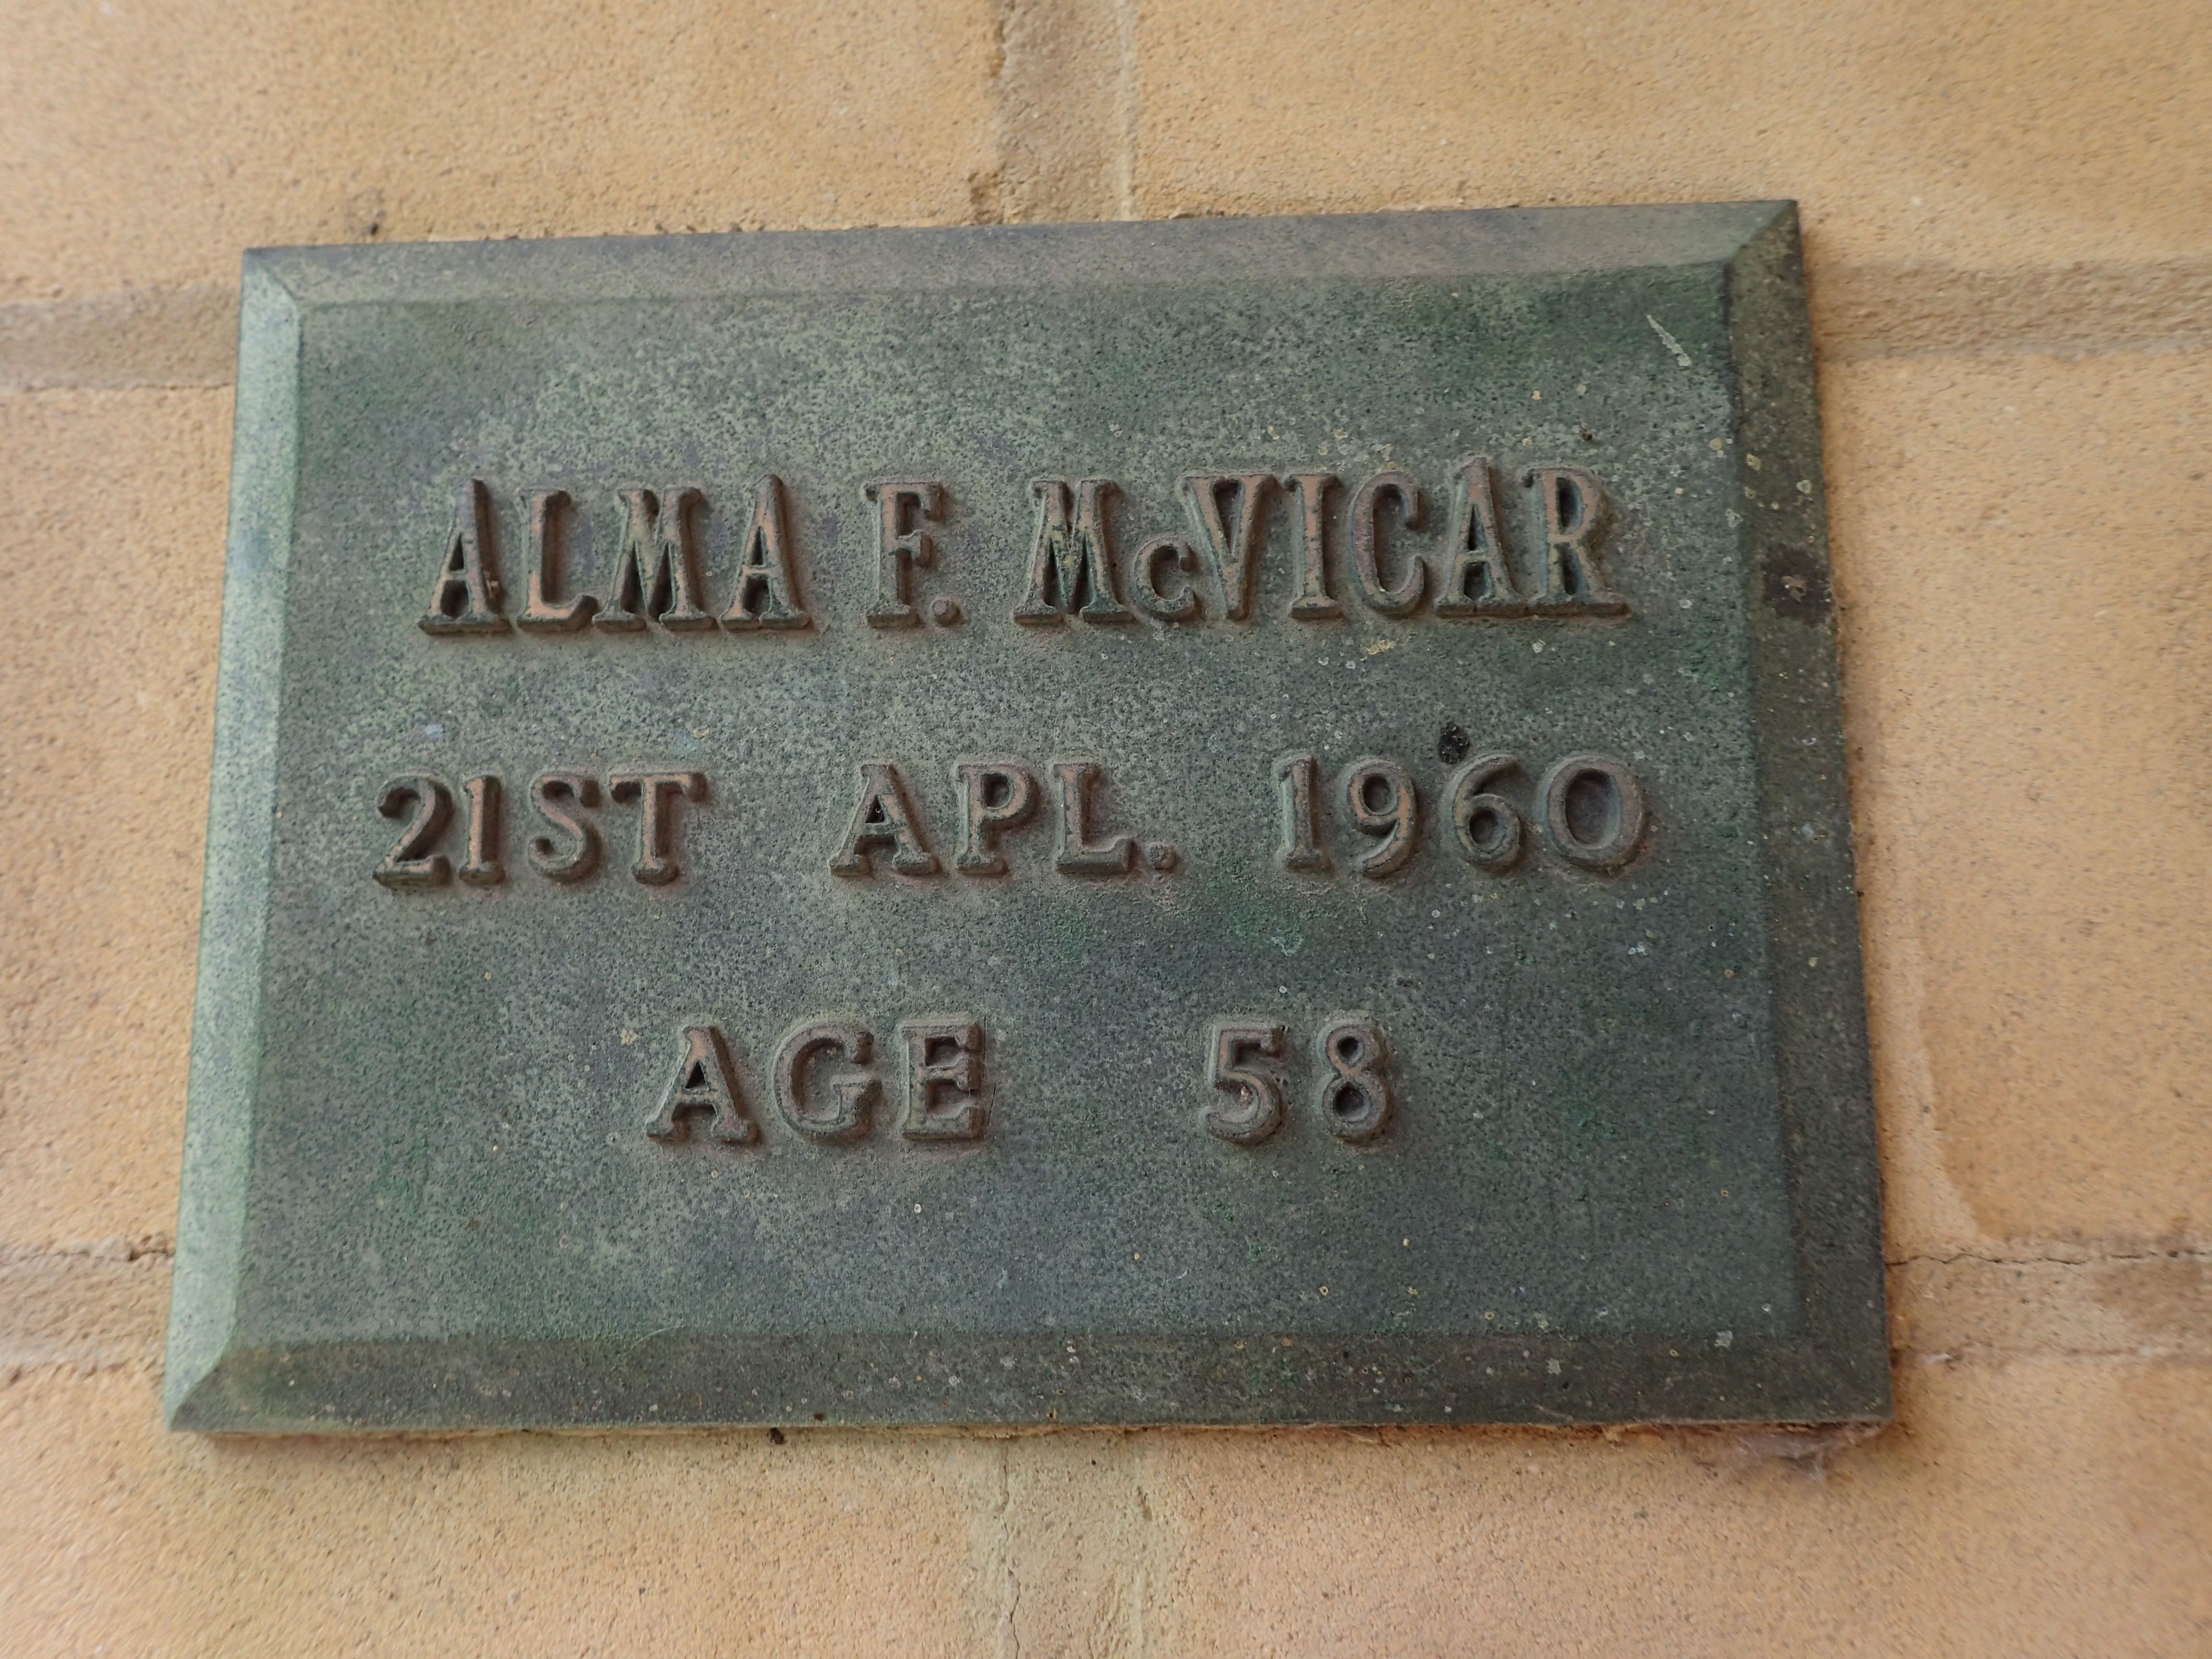 ALMA F. McVICAR
21ST APL. 1960
AGE 58